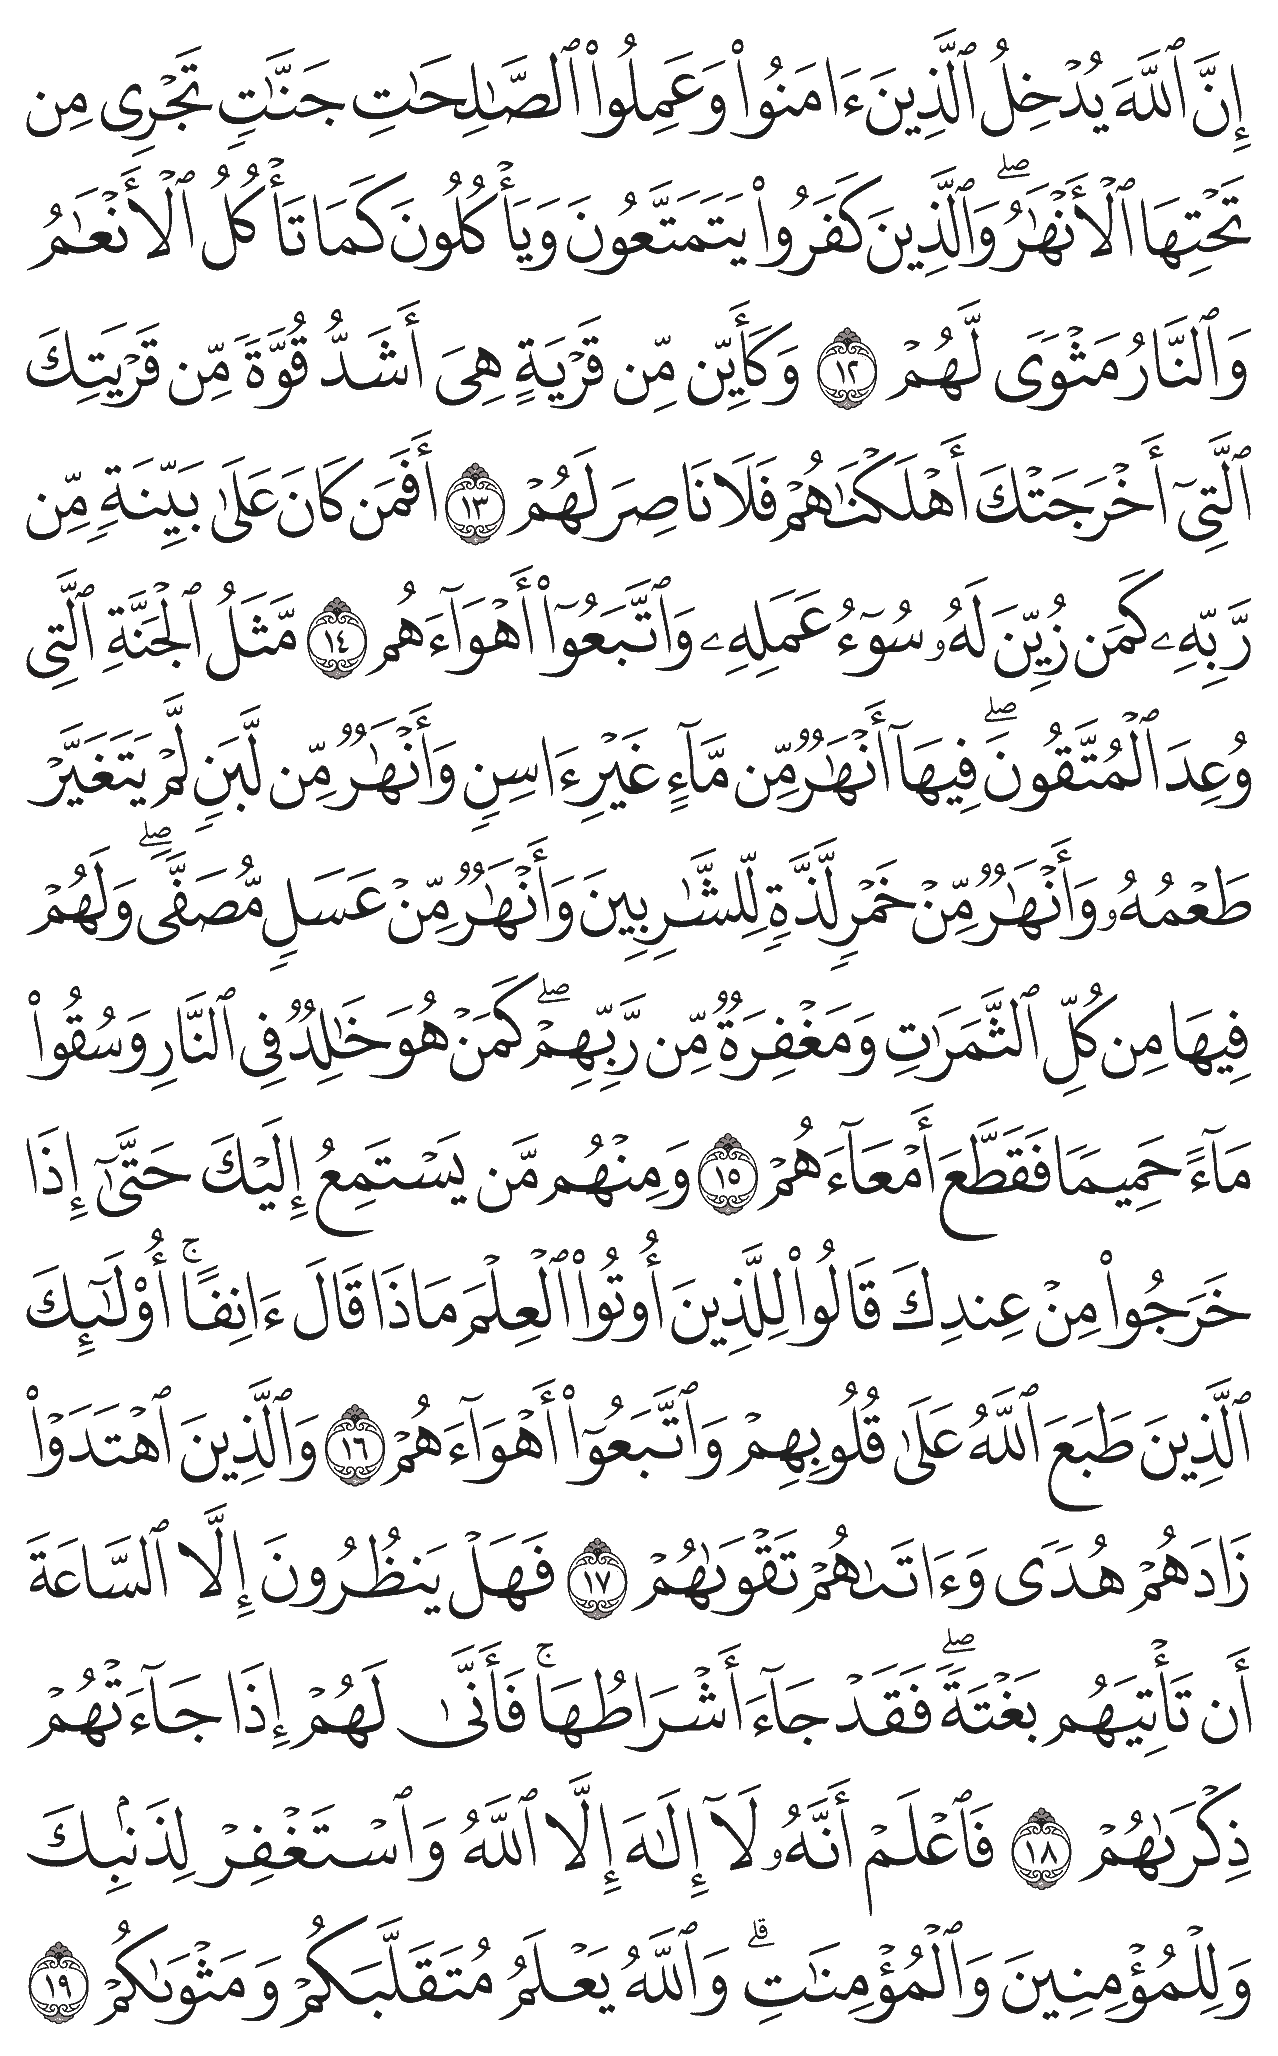 إِنَّ ٱللَّهَ يُدۡخِلُ ٱلَّذِينَ ءَامَنُواْ وَعَمِلُواْ ٱلصَّٰلِحَٰتِ جَنَّٰتٖ تَجۡرِي مِن
تَحۡتِهَا ٱلۡأَنۡهَٰرُۖ وَٱلَّذِينَ كَفَرُواْ يَتَمَتَّعُونَ وَيَأۡكُلُونَ كَمَا تَأۡكُلُ ٱلۡأَنۡعَٰمُ
وَٱلنَّارُ مَثۡوٗى لَّهُمۡ ١٢ وَكَأَيِّن مِّن قَرۡيَةٍ هِيَ أَشَدُّ قُوَّةٗ مِّن قَرۡيَتِكَ
ٱلَّتِيٓ أَخۡرَجَتۡكَ أَهۡلَكۡنَٰهُمۡ فَلَا نَاصِرَ لَهُمۡ ١٣ أَفَمَن كَانَ عَلَىٰ بَيِّنَةٖ مِّن
رَّبِّهِۦ كَمَن زُيِّنَ لَهُۥ سُوٓءُ عَمَلِهِۦ وَٱتَّبَعُوٓاْ أَهۡوَآءَهُم ١٤ مَّثَلُ ٱلۡجَنَّةِ ٱلَّتِي
وُعِدَ ٱلۡمُتَّقُونَۖ فِيهَآ أَنۡهَٰرٞ مِّن مَّآءٍ غَيۡرِ ءَاسِنٖ وَأَنۡهَٰرٞ مِّن لَّبَنٖ لَّمۡ يَتَغَيَّرۡ
طَعۡمُهُۥ وَأَنۡهَٰرٞ مِّنۡ خَمۡرٖ لَّذَّةٖ لِّلشَّٰرِبِينَ وَأَنۡهَٰرٞ مِّنۡ عَسَلٖ مُّصَفّٗىۖ وَلَهُمۡ
فِيهَا مِن كُلِّ ٱلثَّمَرَٰتِ وَمَغۡفِرَةٞ مِّن رَّبِّهِمۡۖ كَمَنۡ هُوَ خَٰلِدٞ فِي ٱلنَّارِ وَسُقُواْ
مَآءً حَمِيمٗا فَقَطَّعَ أَمۡعَآءَهُمۡ ١٥ وَمِنۡهُم مَّن يَسۡتَمِعُ إِلَيۡكَ حَتَّىٰٓ إِذَا
خَرَجُواْ مِنۡ عِندِكَ قَالُواْ لِلَّذِينَ أُوتُواْ ٱلۡعِلۡمَ مَاذَا قَالَ ءَانِفًاۚ أُوْلَٰٓئِكَ
ٱلَّذِينَ طَبَعَ ٱللَّهُ عَلَىٰ قُلُوبِهِمۡ وَٱتَّبَعُوٓاْ أَهۡوَآءَهُمۡ ١٦ وَٱلَّذِينَ ٱهۡتَدَوۡاْ
زَادَهُمۡ هُدٗى وَءَاتَىٰهُمۡ تَقۡوَىٰهُمۡ ١٧ فَهَلۡ يَنظُرُونَ إِلَّا ٱلسَّاعَةَ
أَن تَأۡتِيَهُم بَغۡتَةٗۖ فَقَدۡ جَآءَ أَشۡرَاطُهَاۚ فَأَنَّىٰ لَهُمۡ إِذَا جَآءَتۡهُمۡ
ذِكۡرَىٰهُمۡ ١٨ فَٱعۡلَمۡ أَنَّهُۥ لَآ إِلَٰهَ إِلَّا ٱللَّهُ وَٱسۡتَغۡفِرۡ لِذَنۢبِكَ
وَلِلۡمُؤۡمِنِينَ وَٱلۡمُؤۡمِنَٰتِۗ وَٱللَّهُ يَعۡلَمُ مُتَقَلَّبَكُمۡ وَمَثۡوَىٰكُمۡ ١٩